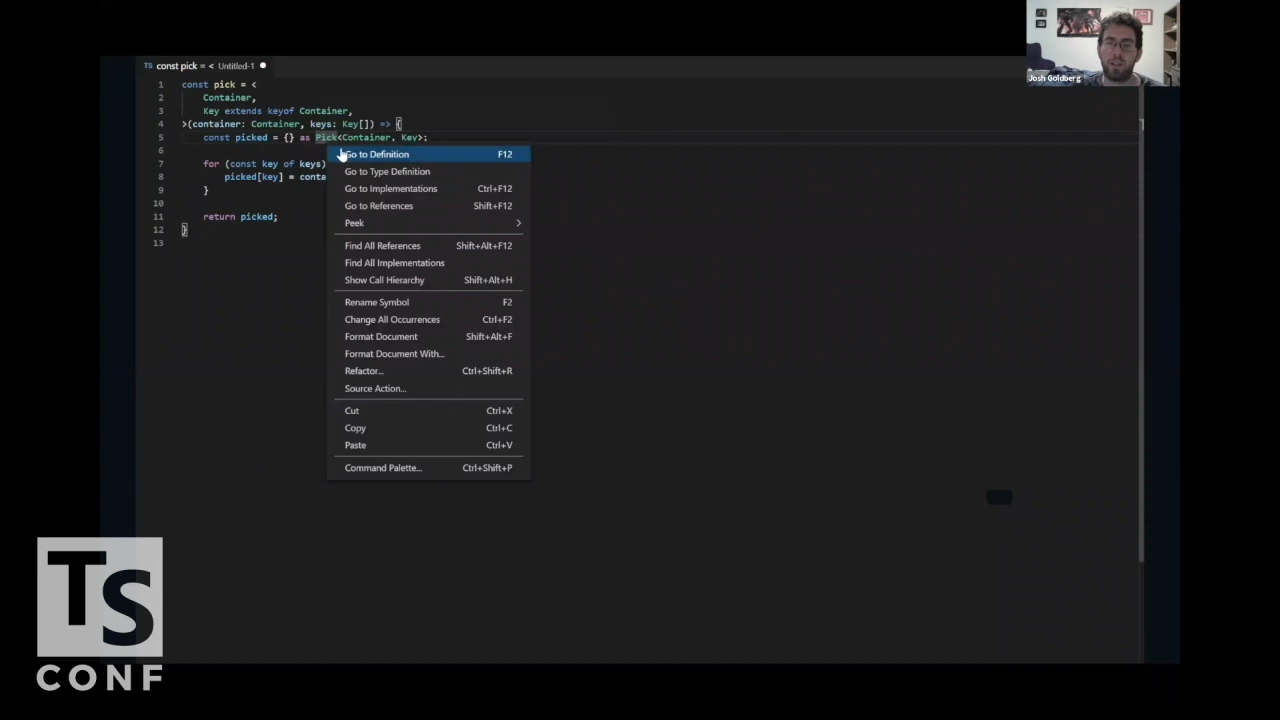 TS const pick = < Untitled-1
Josh Goldberg
1 const pick = <
2 Container,
3 Key extends keyof Container,
4 >(container: Container, keys: Key[]) => {
5 const picked = {} as Pick<Container, Key>;
6
7 for (const key of keys)
8 picked[key] = conta
9 }
10
11 return picked;
12 }
13
Go to Definition F12
Go to Type Definition
Go to Implementations Ctrl+F12
Go to References Shift+F12
Peek
Find All References Shift+Alt+F12
Find All Implementations
Show Call Hierarchy Shift+Alt+H
Rename Symbol F2
Change All Occurrences Ctrl+F2
Format Document Shift+Alt+F
Format Document With...
Refactor... Ctrl+Shift+R
Source Action...
Cut Ctrl+X
Copy Ctrl+C
Paste Ctrl+V
Command Palette... Ctrl+Shift+P
TS
CONF